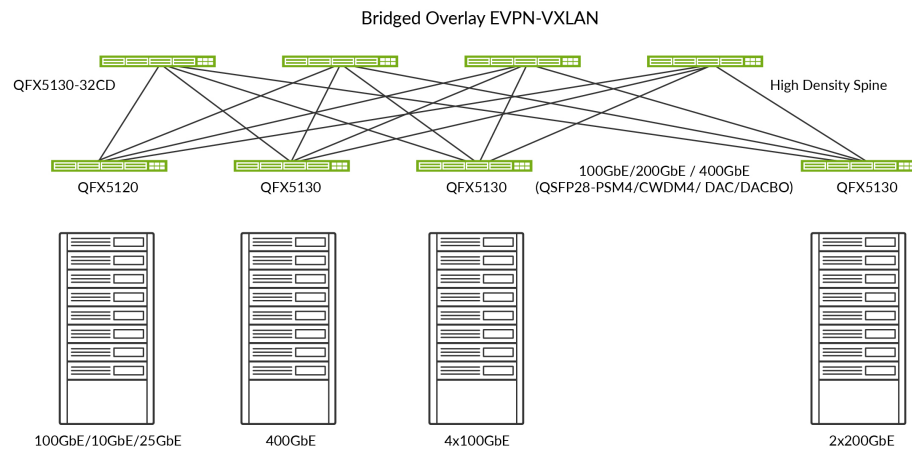 Bridged Overlay EVPN-VXLAN
QFX5130-32CD
High Density Spine
QFX5120
QFX5130
QFX5130
100GbE/200GbE / 400GbE
(QSFP28-PSM4/CWDM4/ DAC/DACBO)
QFX5130
100GbE/10GbE/25GbE
400GbE
4x100GbE
2x200GbE